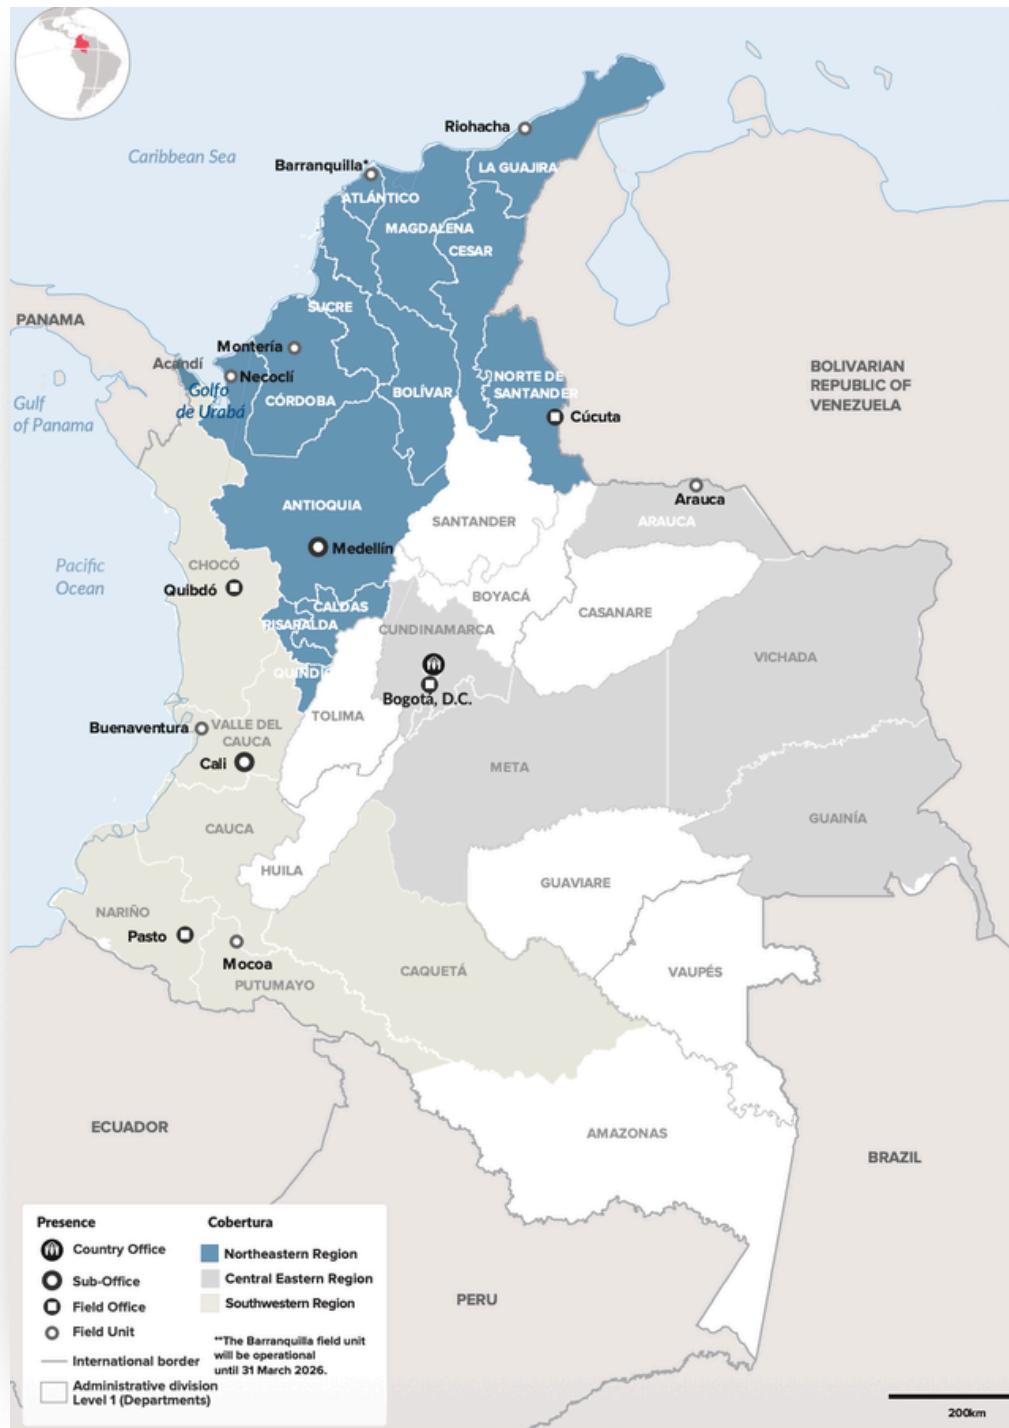 Riohacha
Caribbean Sea
Barranquilla*
LA GUAJIRA
ATLÁNTICO
MAGDALENA
CESAR
SUCRE
PANAMA
Montería
Acandí
Necoclí
NORTE DE
SANTANDER
BOLIVARIAN
REPUBLIC OF
VENEZUELA
Golfo
de Urabá
CÓRDOBA
BOLÍVAR
Gulf
of Panama
Cúcuta
Arauca
ANTIOQUIA
SANTANDER
ARAUCA
Medellín
Pacific
Ocean
CHOCÓ
Quibdó
BOYACÁ
CASANARE
CALDAS
RISARALDA
CUNDINAMARCA
VICHADA
QUINDÍO
Bogotá, D.C.
TOLIMA
Buenaventura
VALLE DEL
CAUCA
Cali
META
CAUCA
GUAINÍA
HUILA
GUAVIARE
NARIÑO
Pasto
Mocoa
PUTUMAYO
CAQUETÁ
VAUPÉS
ECUADOR
AMAZONAS
BRAZIL
PERU
Presence
Country Office
Sub-Office
Field Office
Field Unit
International border
Administrative division
Level 1 (Departments)
Cobertura
Northeastern Region
Central Eastern Region
Southwestern Region
**The Barranquilla field unit
will be operational
until 31 March 2026.
200km